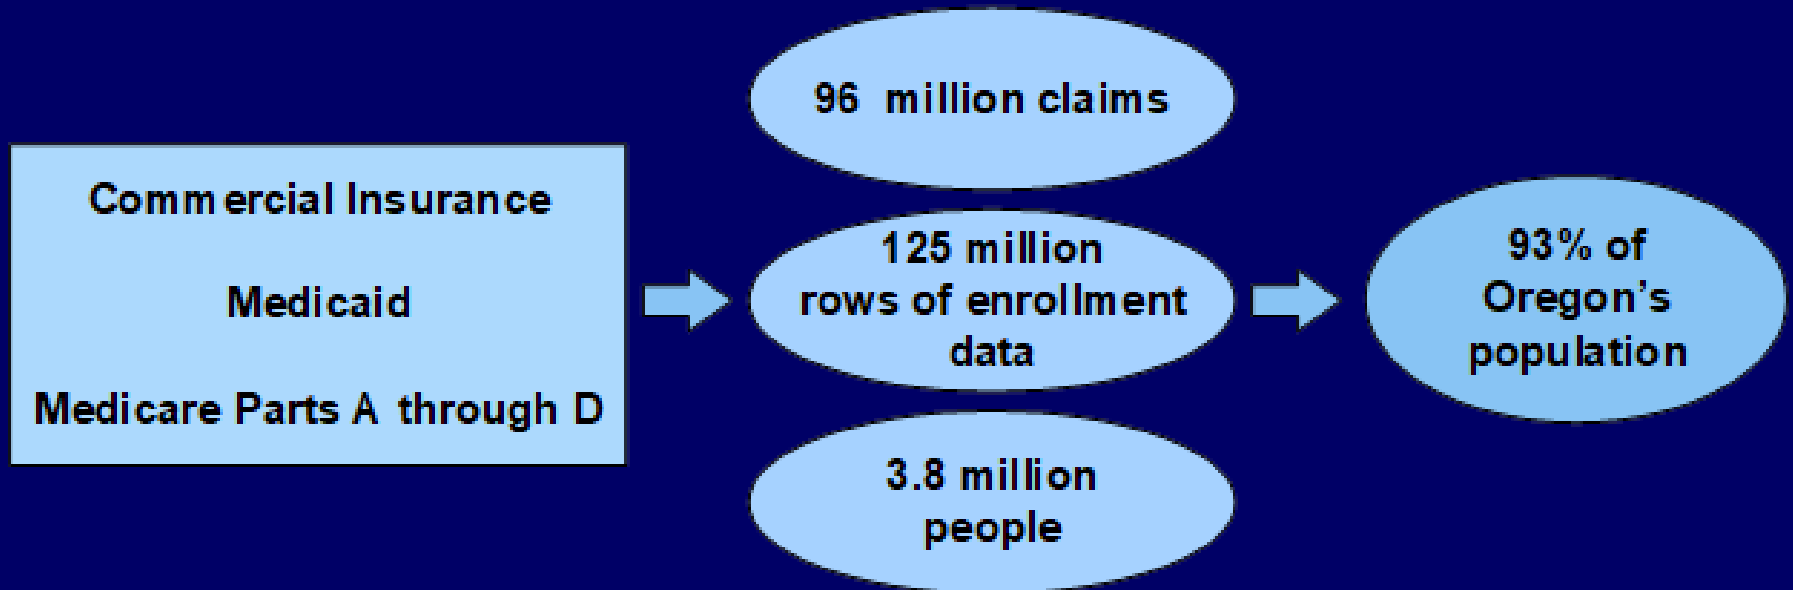 Commercial Insurance
Medicaid
Medicare Parts A through D
96 million claims
125 million
rows of enrollment
data
3.8 million
people
93% of
Oregon's
population